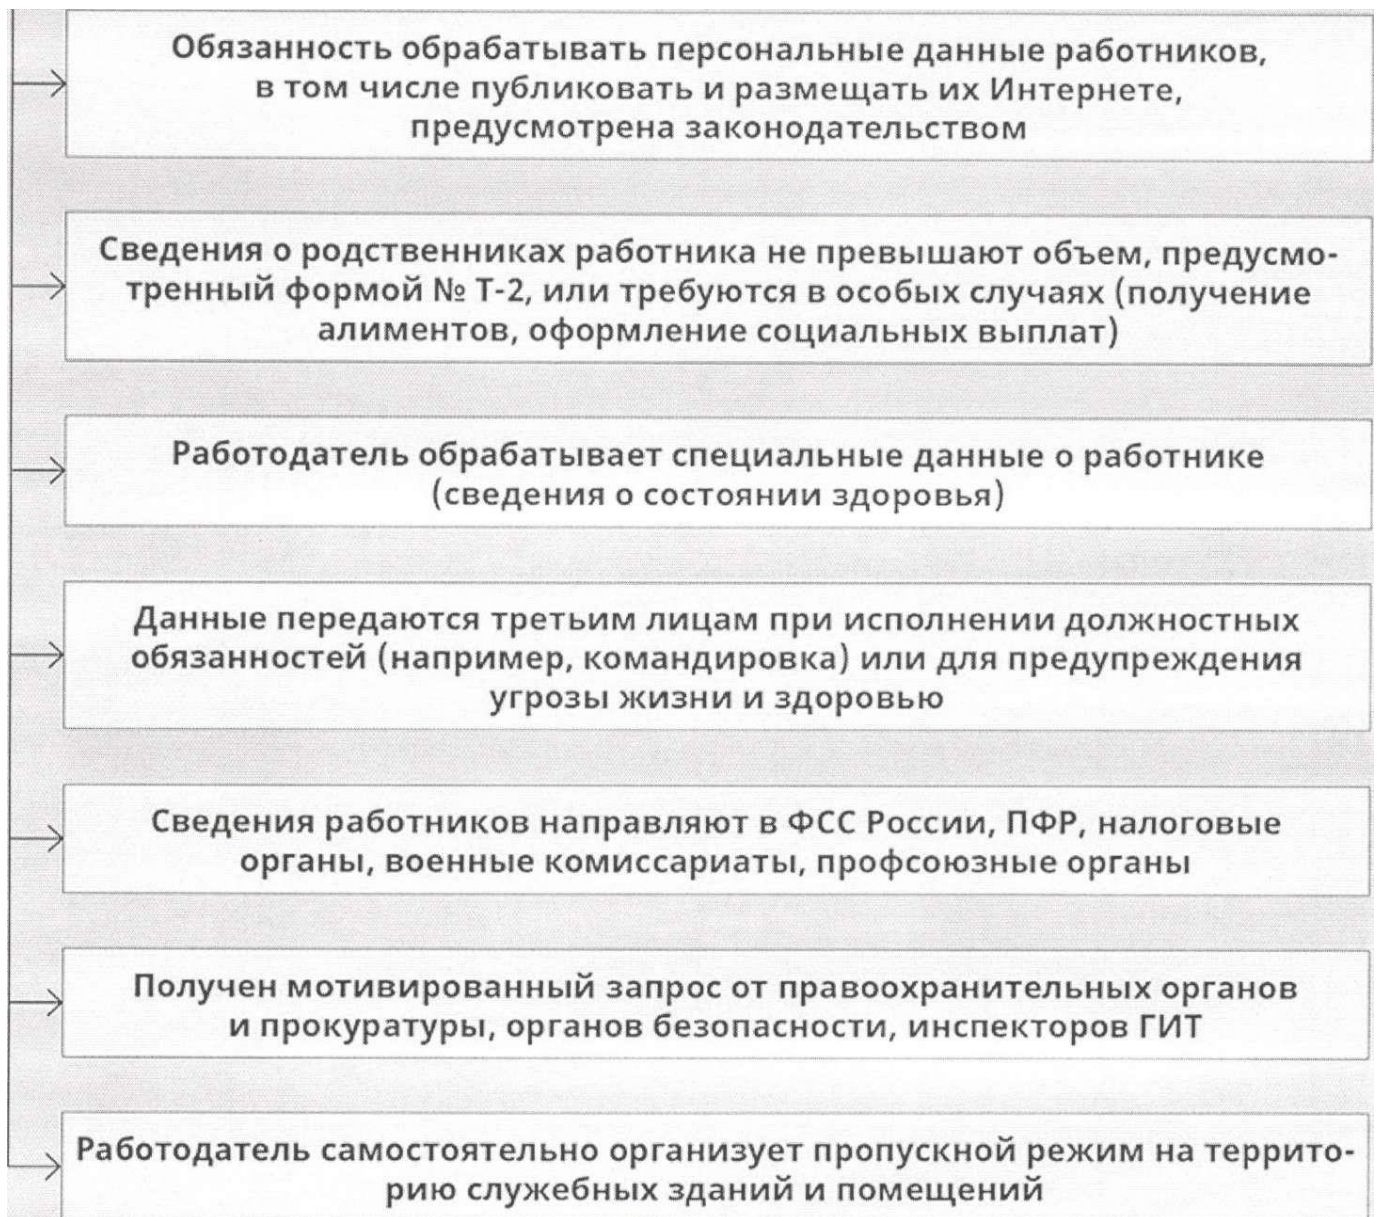 Обязанность обрабатывать персональные данные работников,
в том числе публиковать и размещать их Интернете,
предусмотрена законодательством
Сведения о родственниках работника не превышают объем, предусмо-
тренный формой № Т-2, или требуются в особых случаях (получение
алиментов, оформление социальных выплат)
Работодатель обрабатывает специальные данные о работнике
(сведения о состоянии здоровья)
Данные передаются третьим лицам при исполнении должностных
обязанностей (например, командировка) или для предупреждения
угрозы жизни и здоровью
Сведения работников направляют в ФСС России, ПФР, налоговые
органы, военные комиссариаты, профсоюзные органы
Получен мотивированный запрос от правоохранительных органов
и прокуратуры, органов безопасности, инспекторов ГИТ
Работодатель самостоятельно организует пропускной режим на террито-
рию служебных зданий и помещений